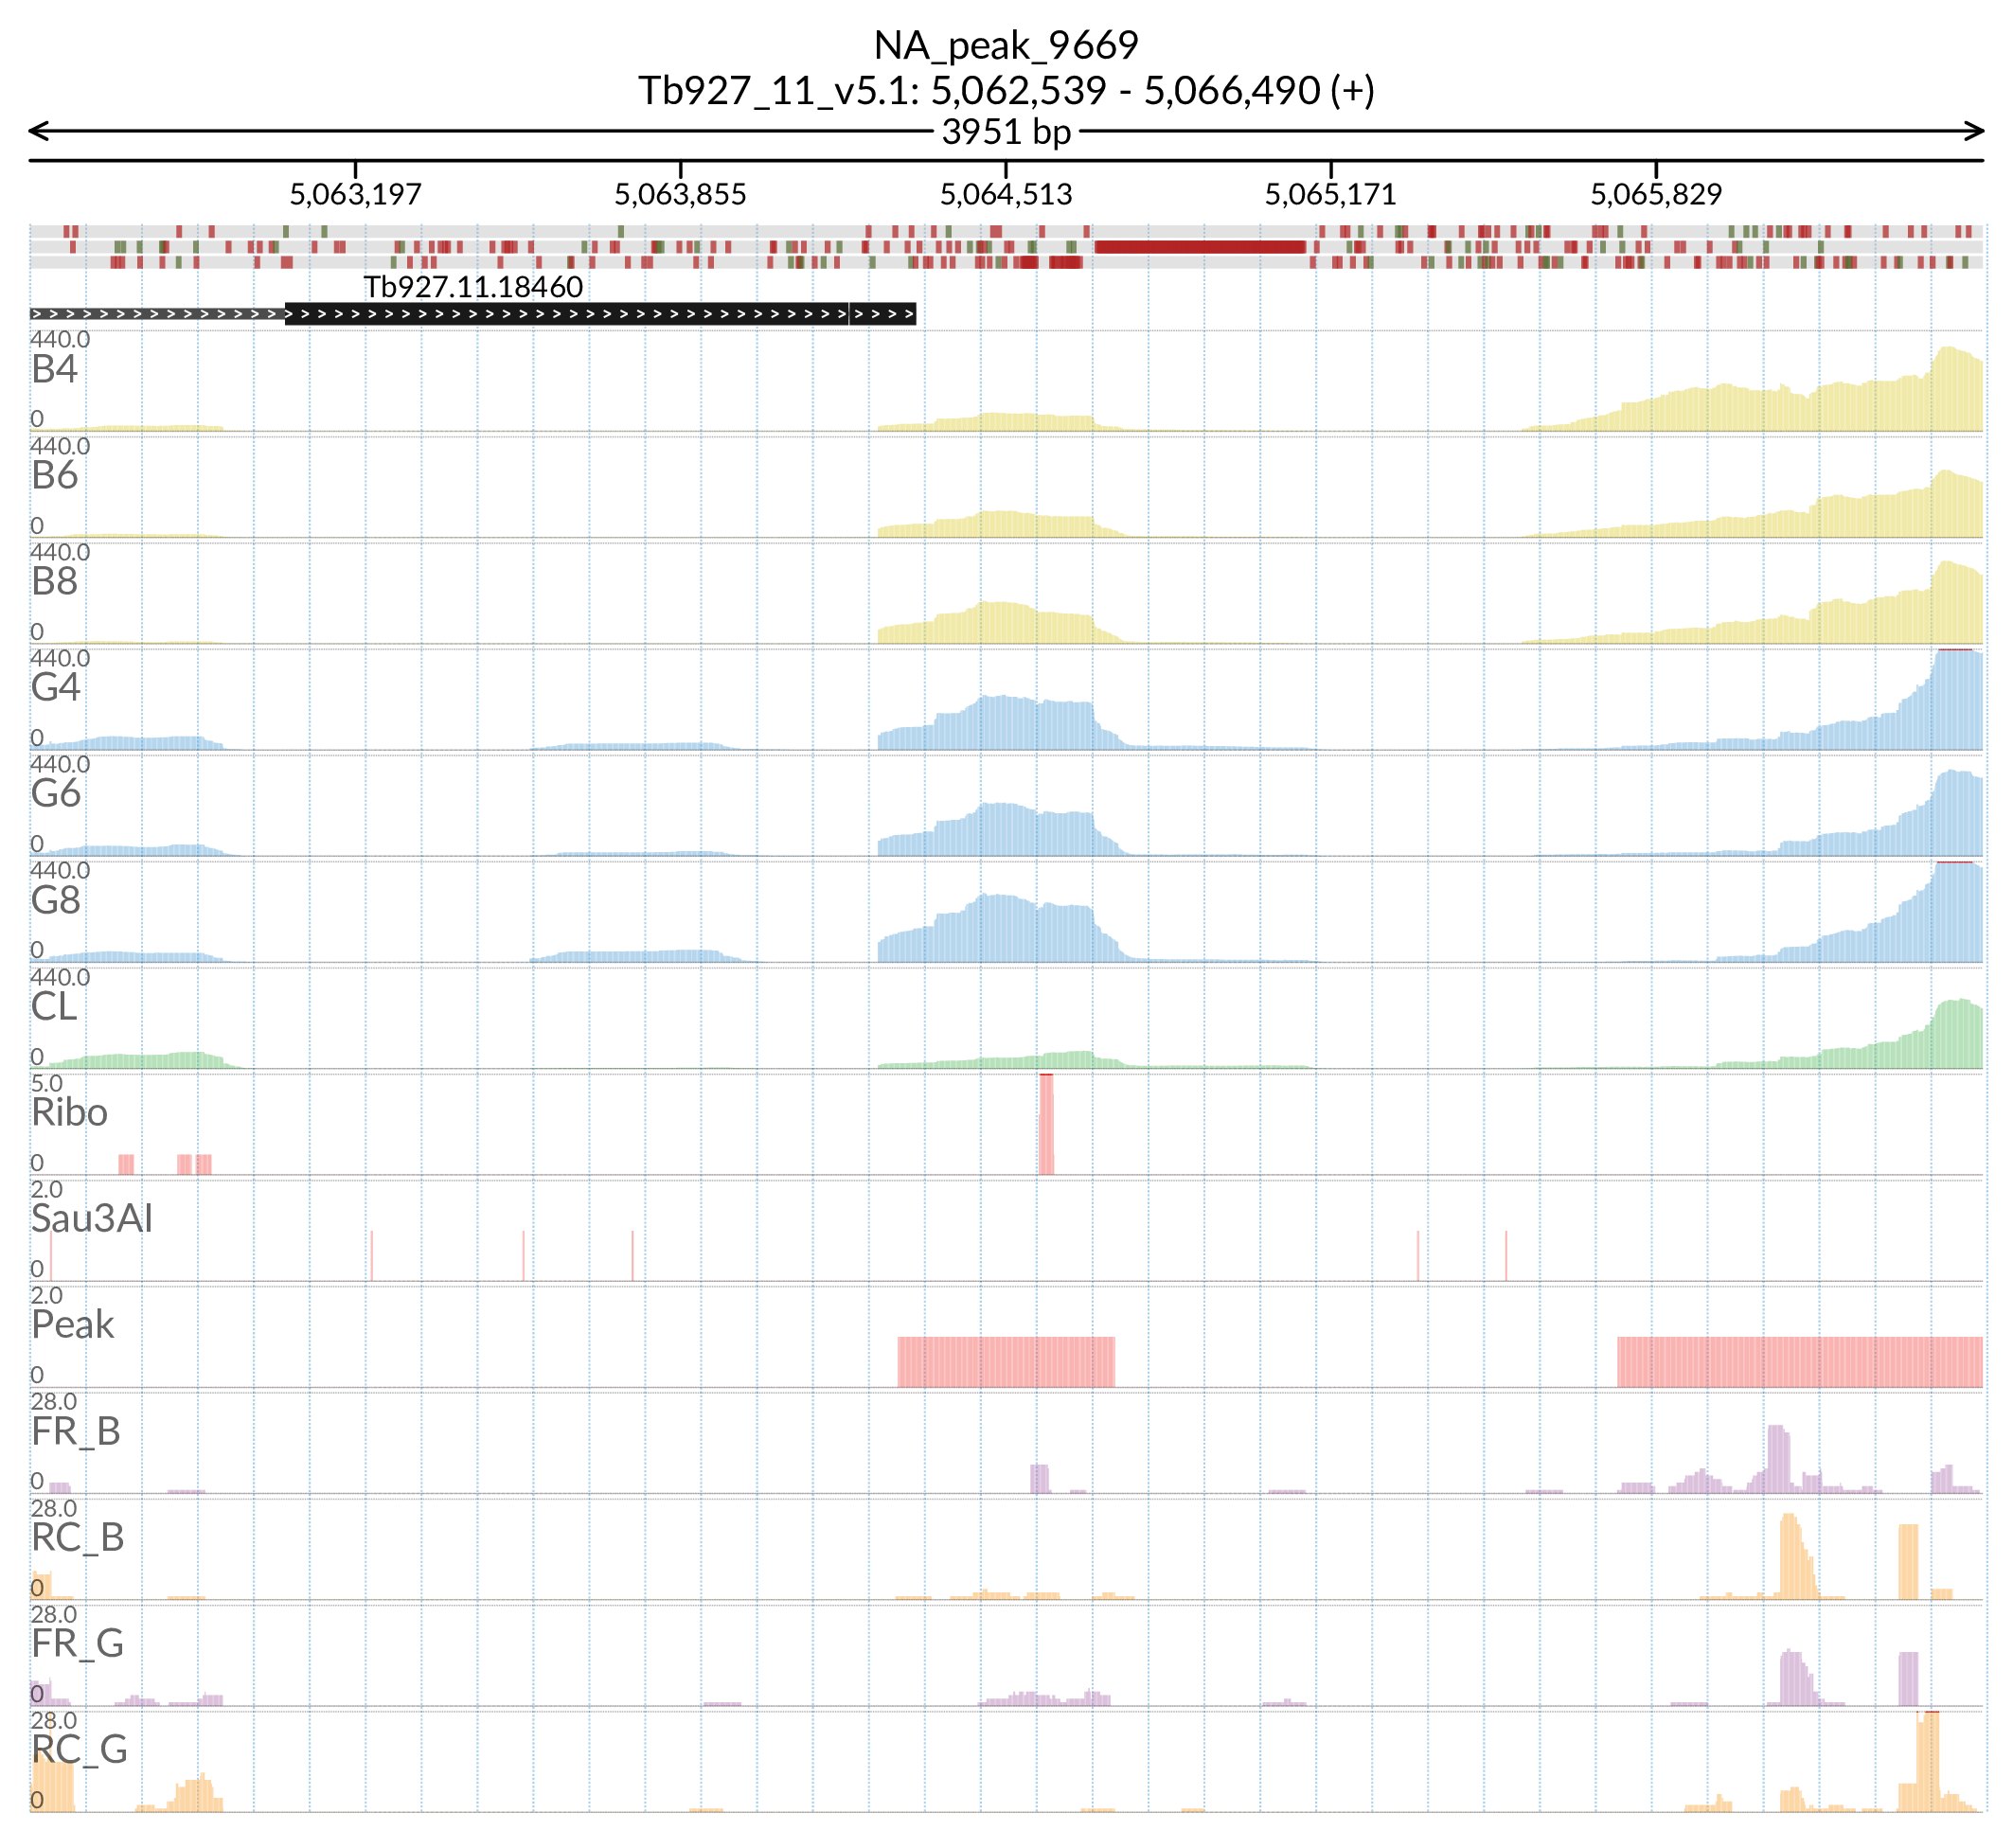 NA_peak_9669
Tb927_11_v5.1: 5,062,539 - 5,066,490 (+)
3951 bp
5,063,197 5,063,855 5,064,513 5,065,171 5,065,829
Tb927.11.18460
440.0
B4
0
440.0
B6
0
440.0
B8
0
440.0
G4
0
440.0
G6
0
440.0
G8
0
440.0
CL
0
5.0
Ribo
0
2.0
Sau3AI
0
2.0
Peak
0
28.0
FR_B
0
28.0
RC_B
0
28.0
FR_G
0
28.0
RC_G
0